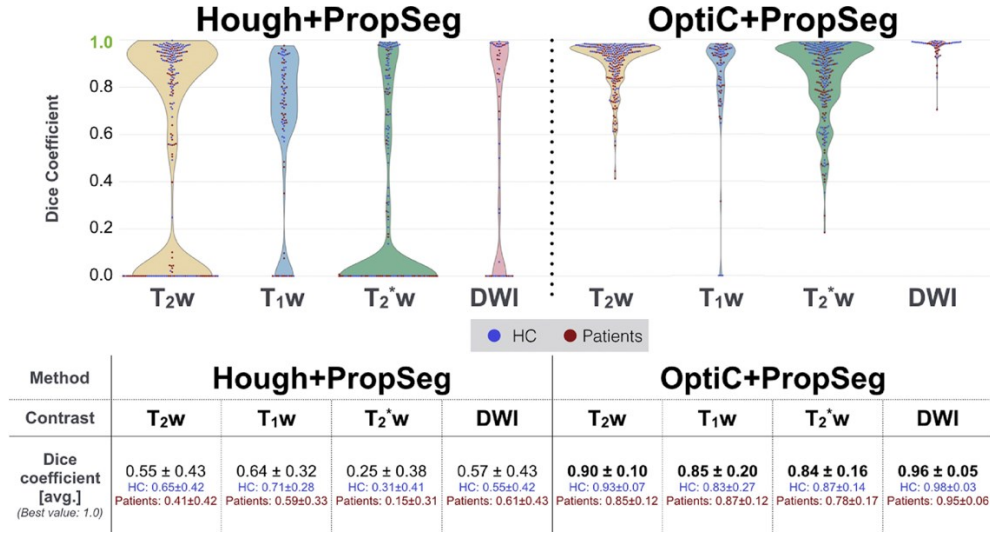 Hough+PropSeg OptiC+PropSeg
Dice Coefficient
1.0
0.8
0.6
0.4
0.2
0.0
T₂w T₁w T₂*w DWI T₂w T₁w T₂*w DWI
HC Patients
Method Hough+PropSeg OptiC+PropSeg
Contrast T₂w T₁w T₂*w DWI T₂w T₁w T₂*w DWI
Dice
coefficient
[avg.]
(Best value: 1.0)
0.55 ± 0.43 0.64 ± 0.32 0.25 ± 0.38 0.57 ± 0.43 0.90 ± 0.10 0.85 ± 0.20 0.84 ± 0.16 0.96 ± 0.05
HC: 0.65±0.42 HC: 0.71±0.28 HC: 0.31±0.41 HC: 0.55±0.42 HC: 0.93±0.07 HC: 0.83±0.27 HC: 0.87±0.14 HC: 0.98±0.03
Patients: 0.41±0.42 Patients: 0.59±0.33 Patients: 0.15±0.31 Patients: 0.61±0.43 Patients: 0.85±0.12 Patients: 0.87±0.12 Patients: 0.78±0.17 Patients: 0.95±0.06